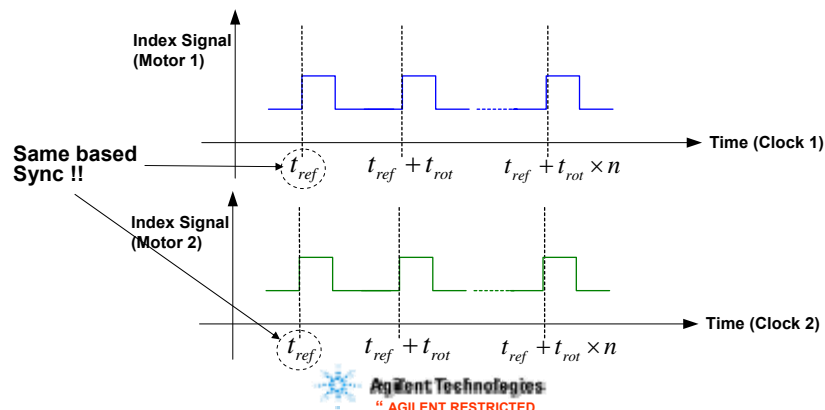 Index Signal
(Motor 1)
Time (Clock 1)
Same based
Sync !!
t_ref
t_ref + t_rot
t_ref + t_rot × n
Index Signal
(Motor 2)
Time (Clock 2)
t_ref
t_ref + t_rot
t_ref + t_rot × n
Agilent Technologies
“ AGILENT RESTRICTED